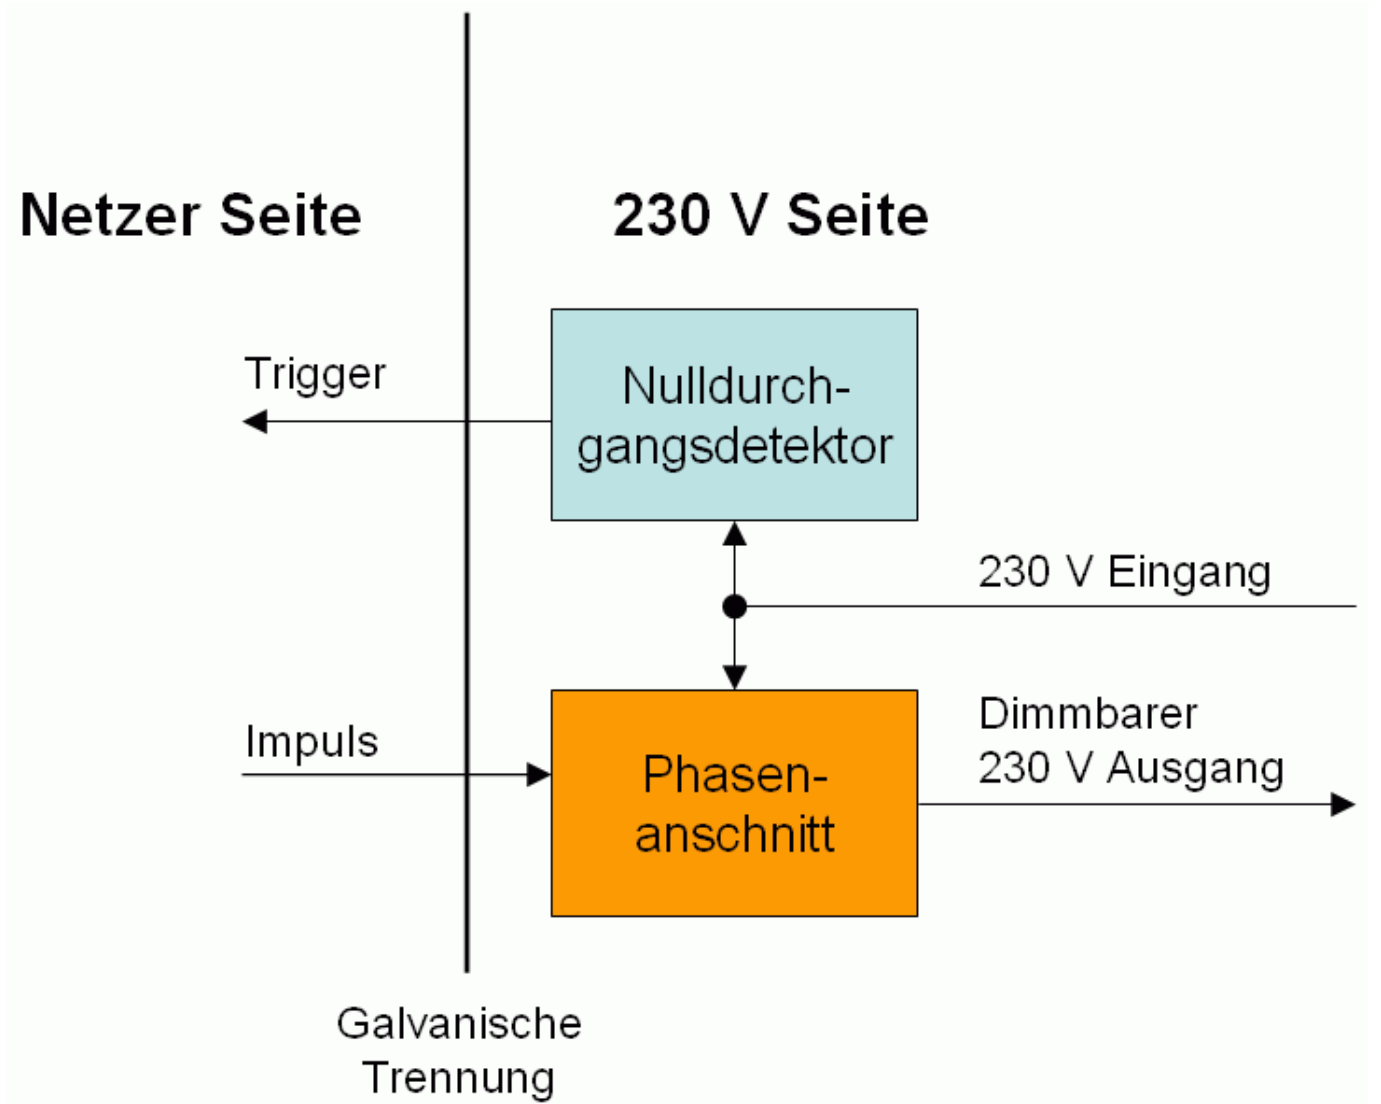 Netzer Seite
230 V Seite
Trigger
Nulldurch-
gangsdetektor
230 V Eingang
Impuls
Phasen-
anschnitt
Dimmbarer
230 V Ausgang
Galvanische
Trennung